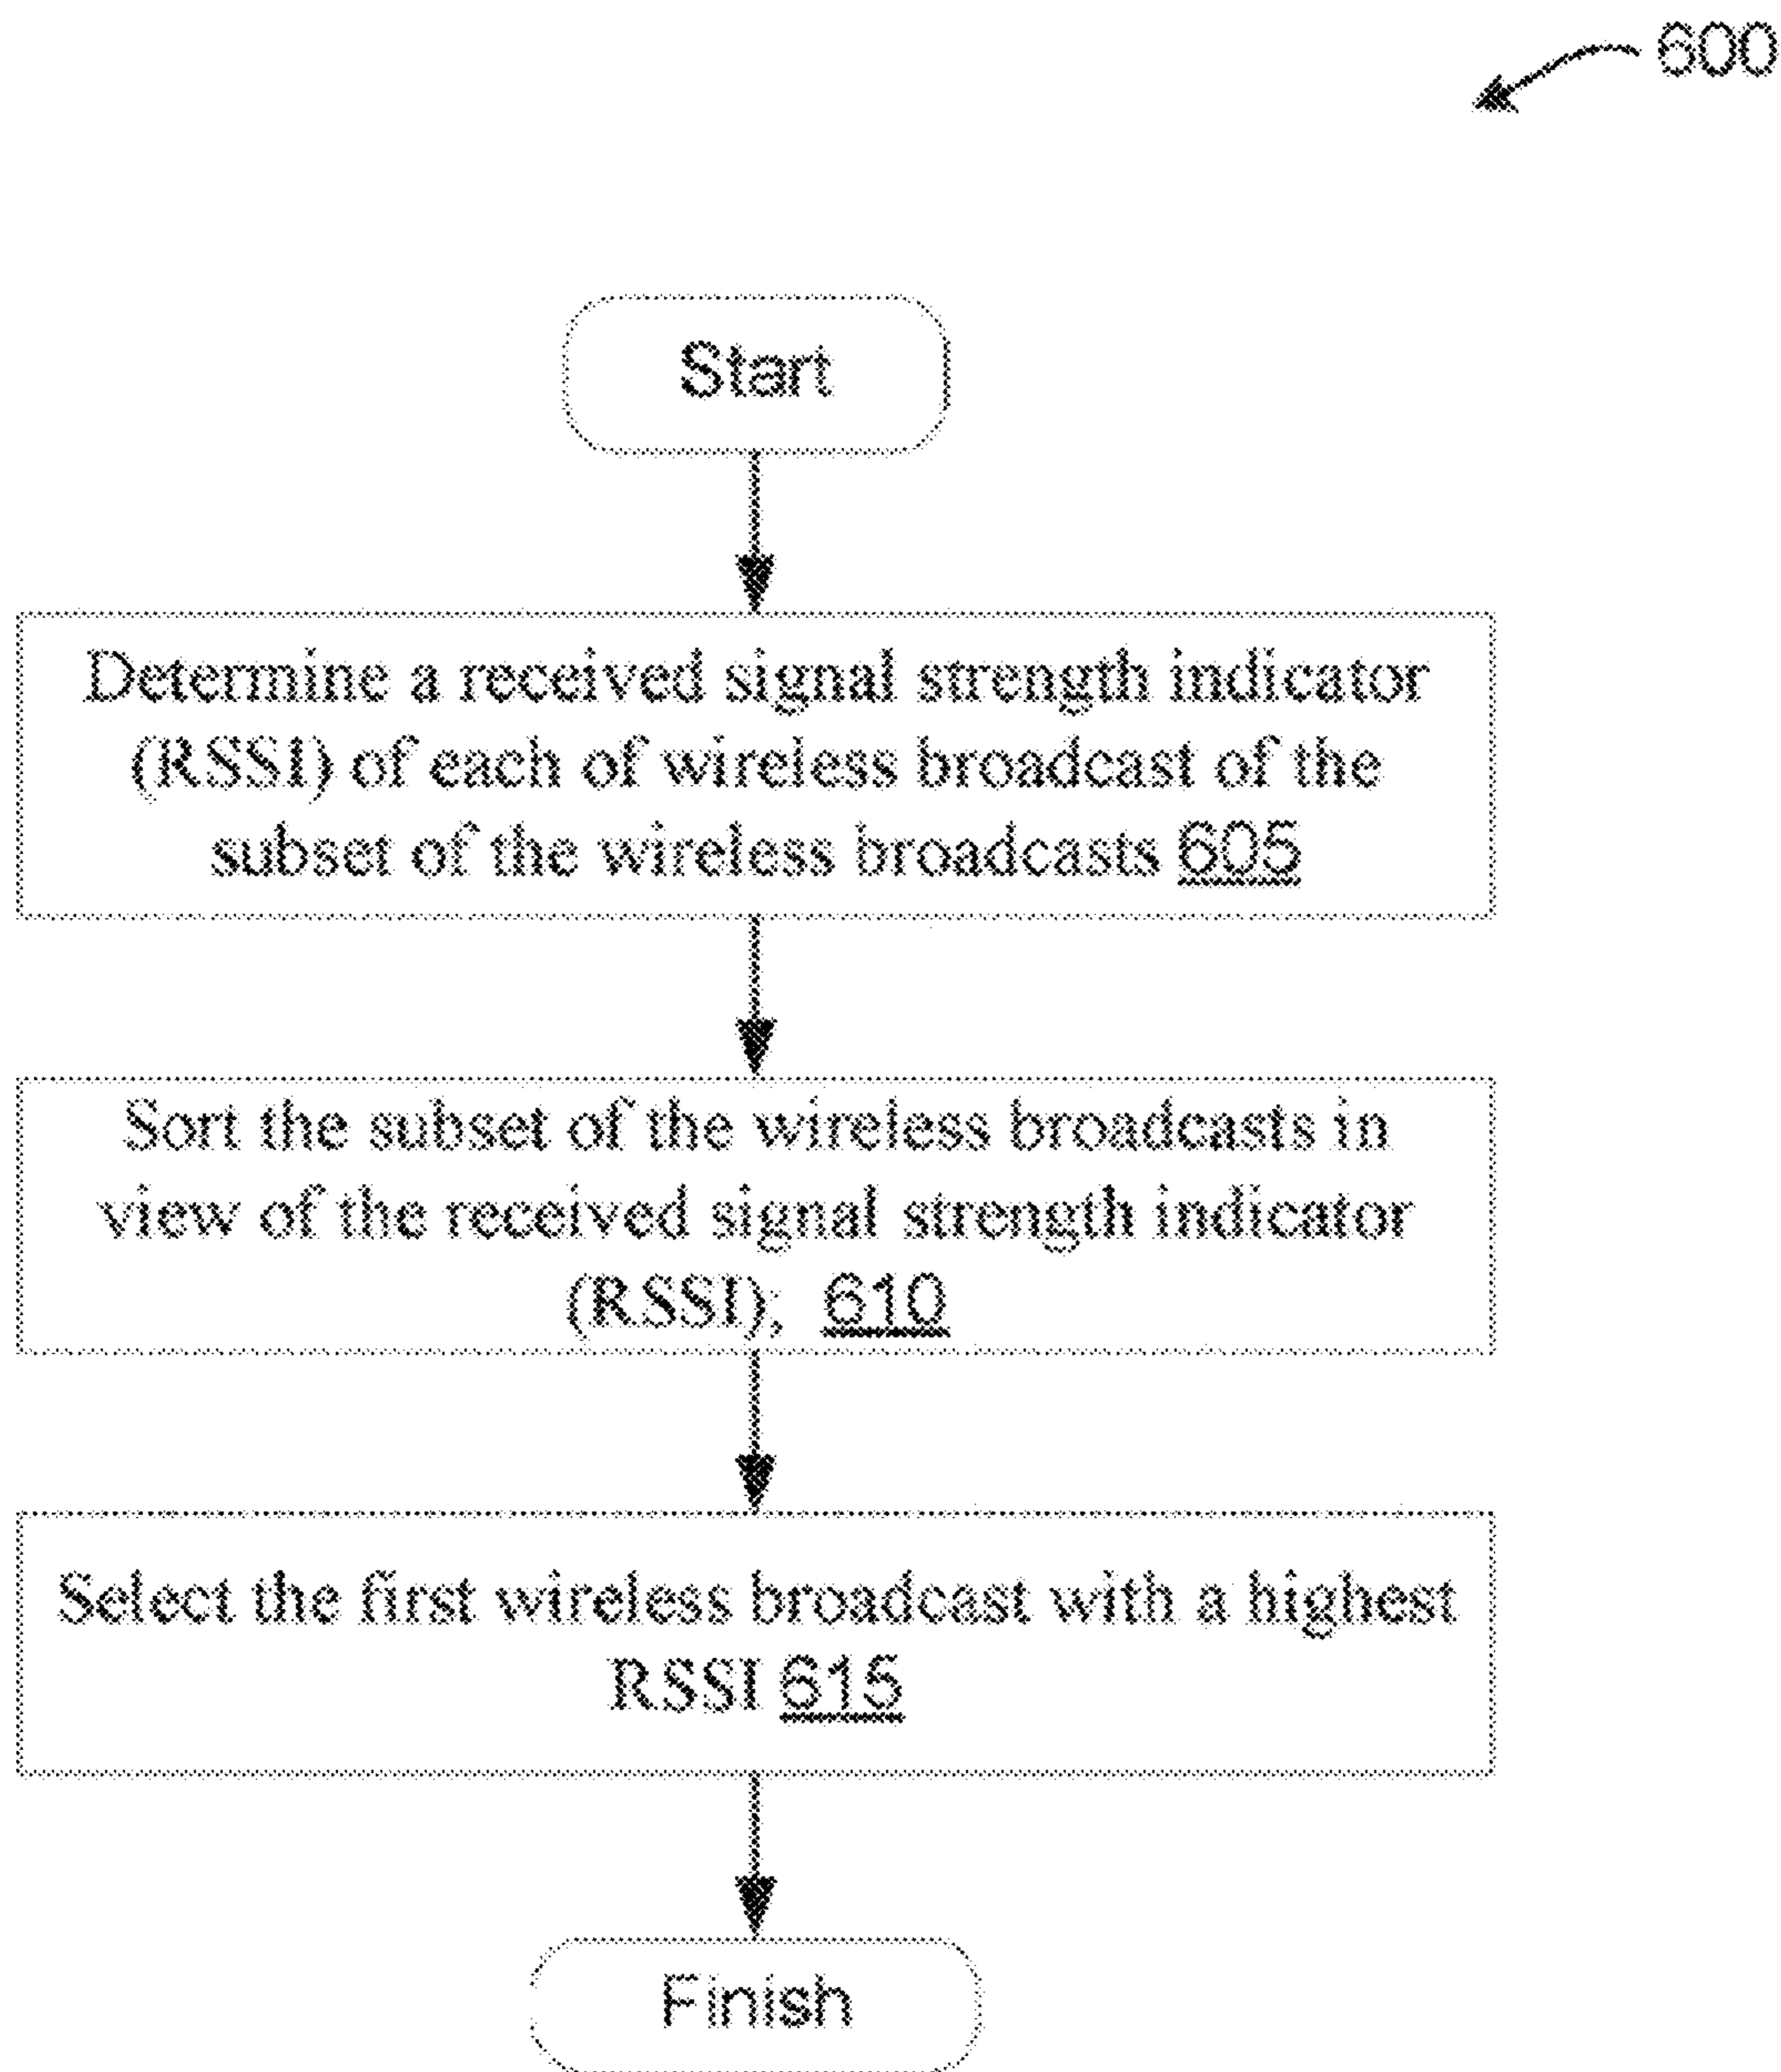 600
Start
Determine a received signal strength indicator
(RSSI) of each of wireless broadcast of the
subset of the wireless broadcasts 605
Sort the subset of the wireless broadcasts in
view of the received signal strength indicator
(RSSI); 610
Select the first wireless broadcast with a highest
RSSI 615
Finish